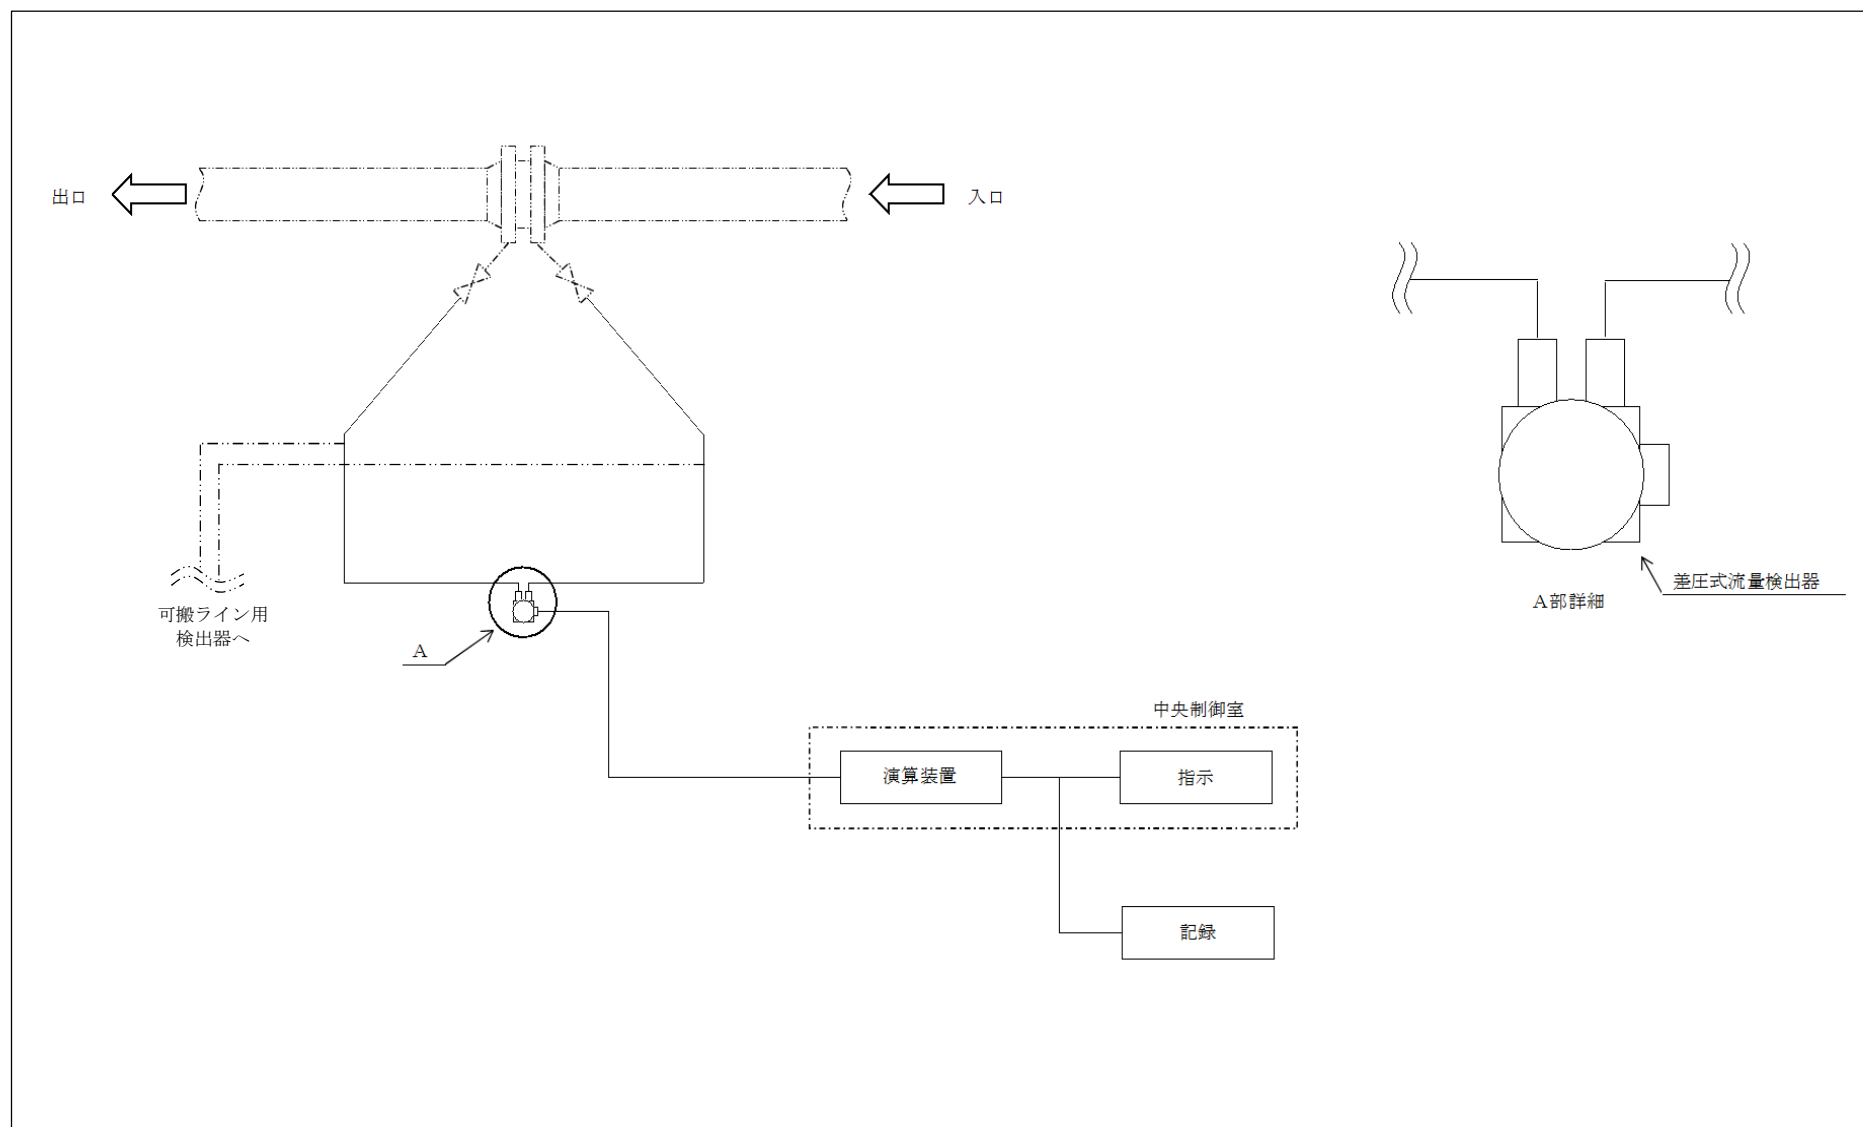 出口
入口
可搬ライン用
検出器へ
A
差圧式流量検出器
A部詳細
中央制御室
演算装置
指示
記録